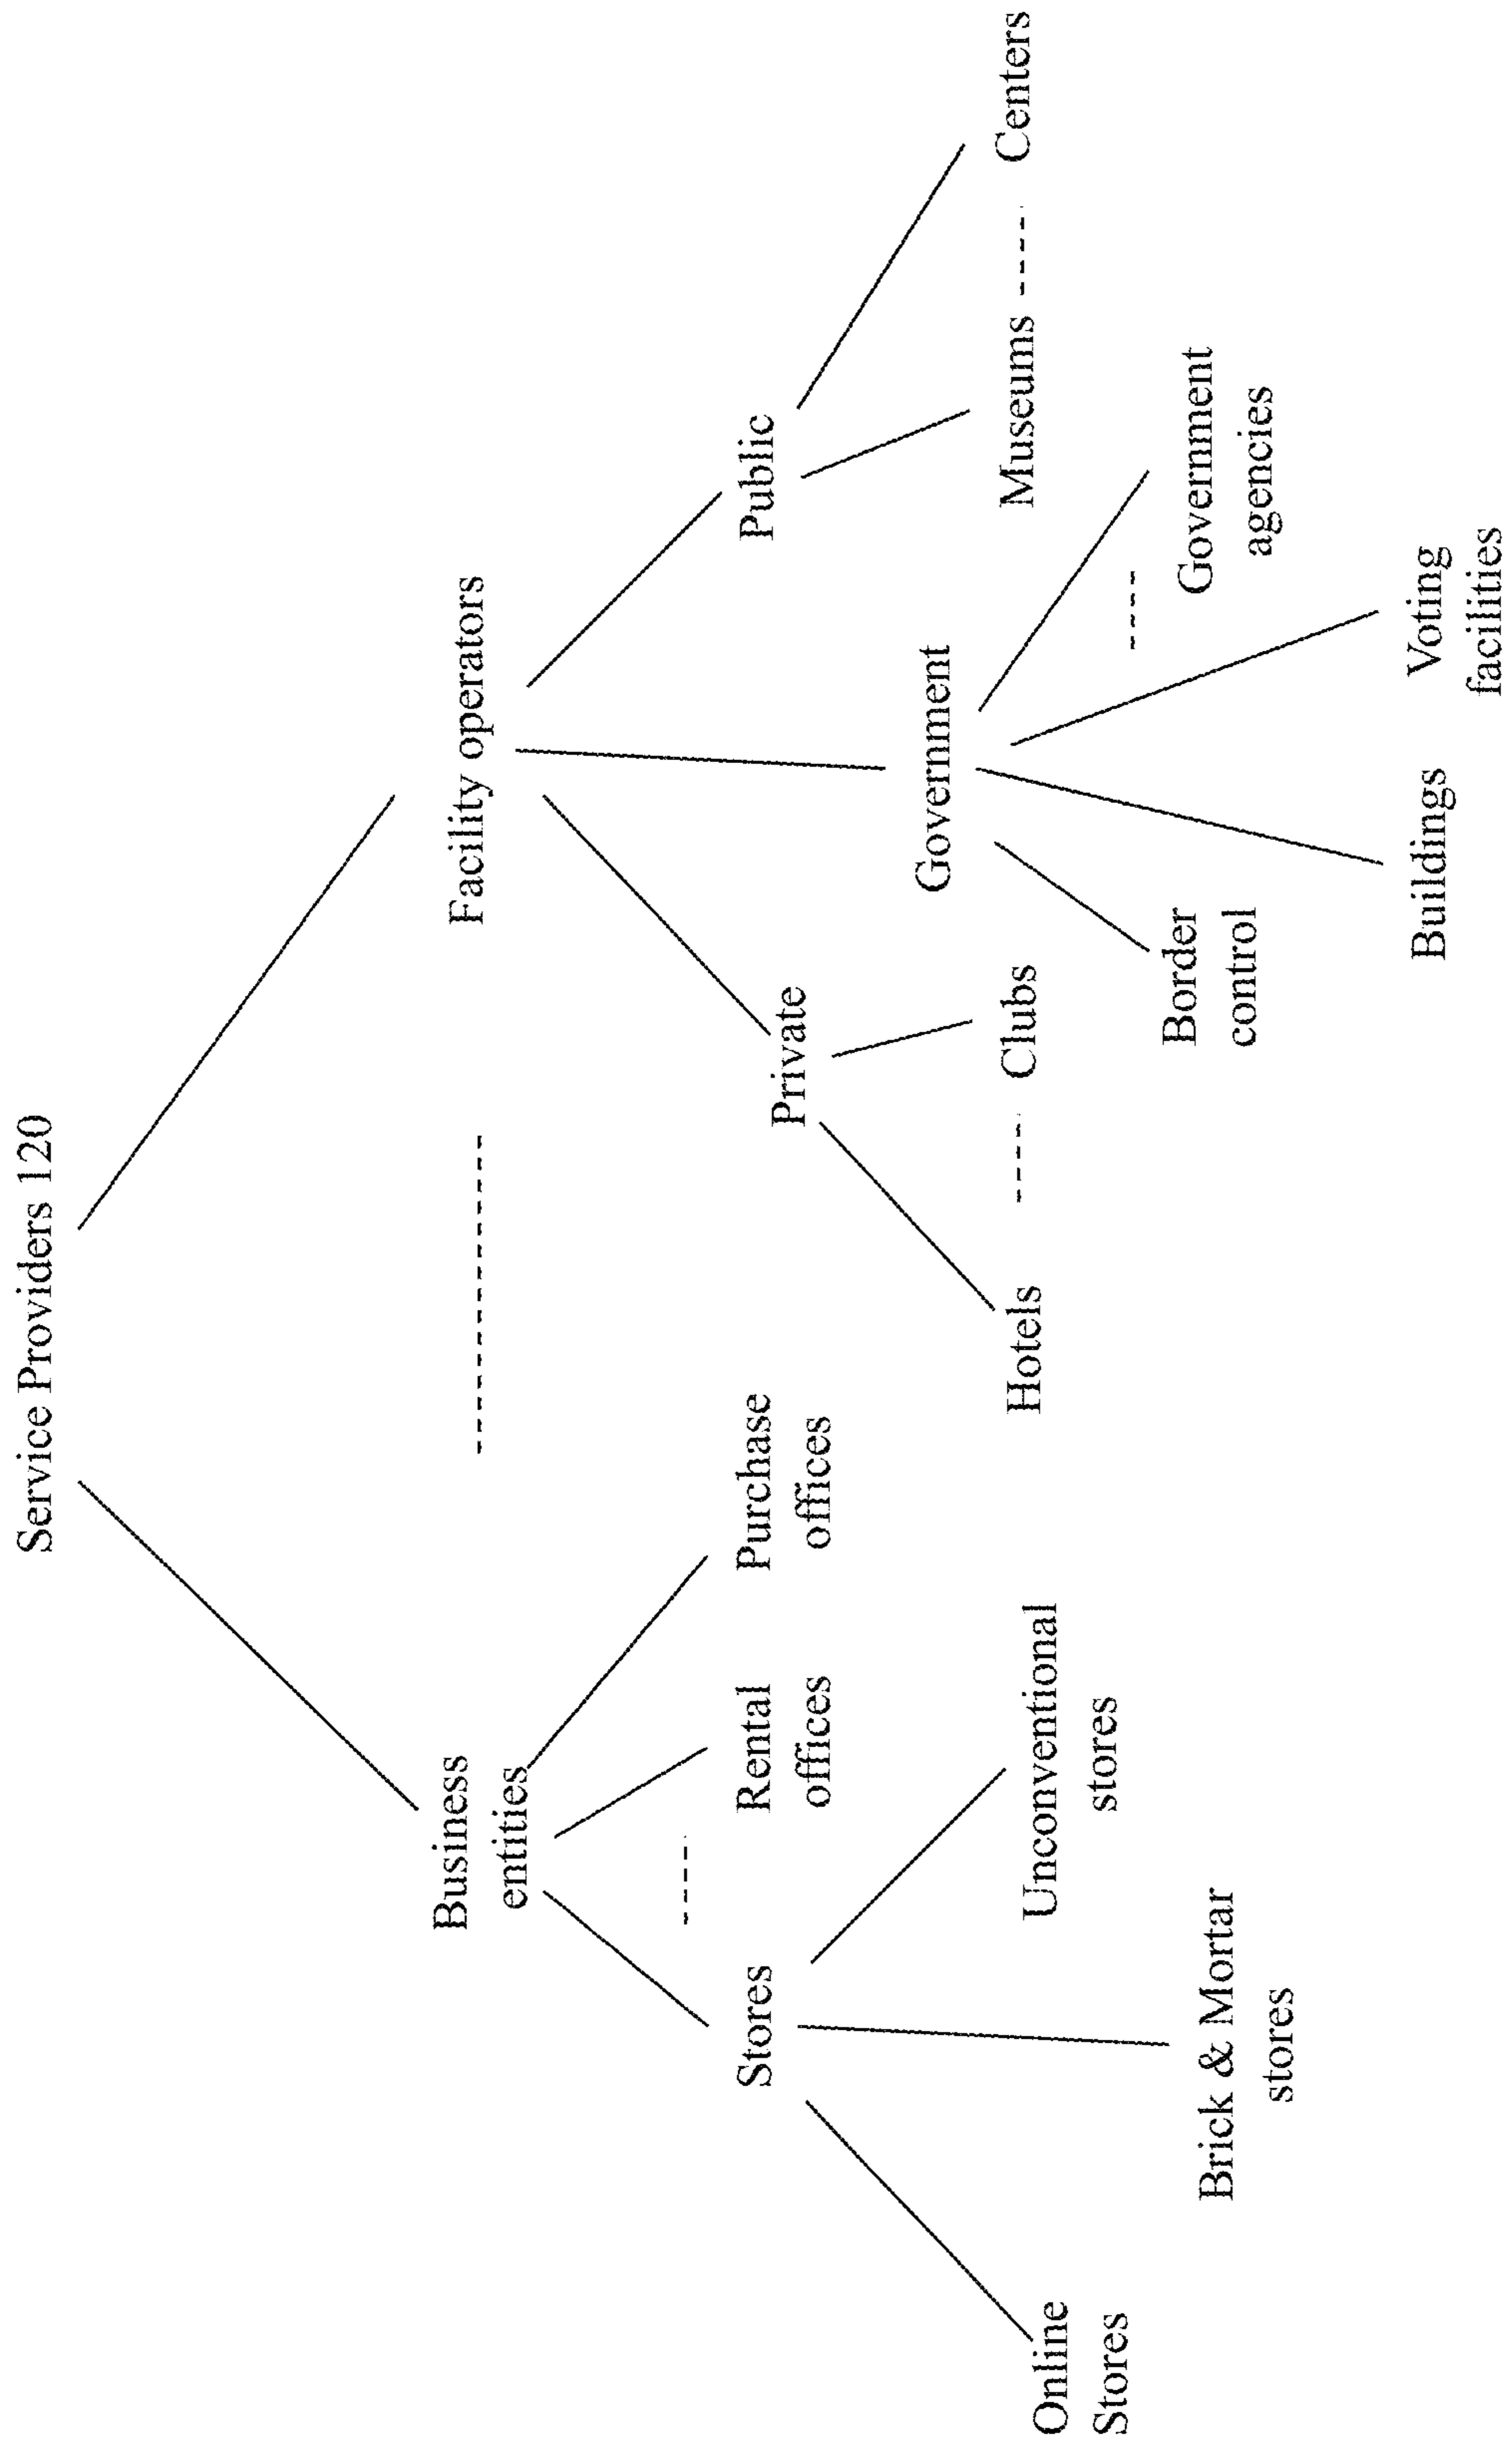 Service Providers 120
Business
entities
Facility operators
Stores
Rental
offices
Purchase
offices
Private
Government
Public
Online
Stores
Brick & Mortar
stores
Unconventional
stores
Hotels
Clubs
Border
control
Buildings
Voting
facilities
Government
agencies
Museums
Centers